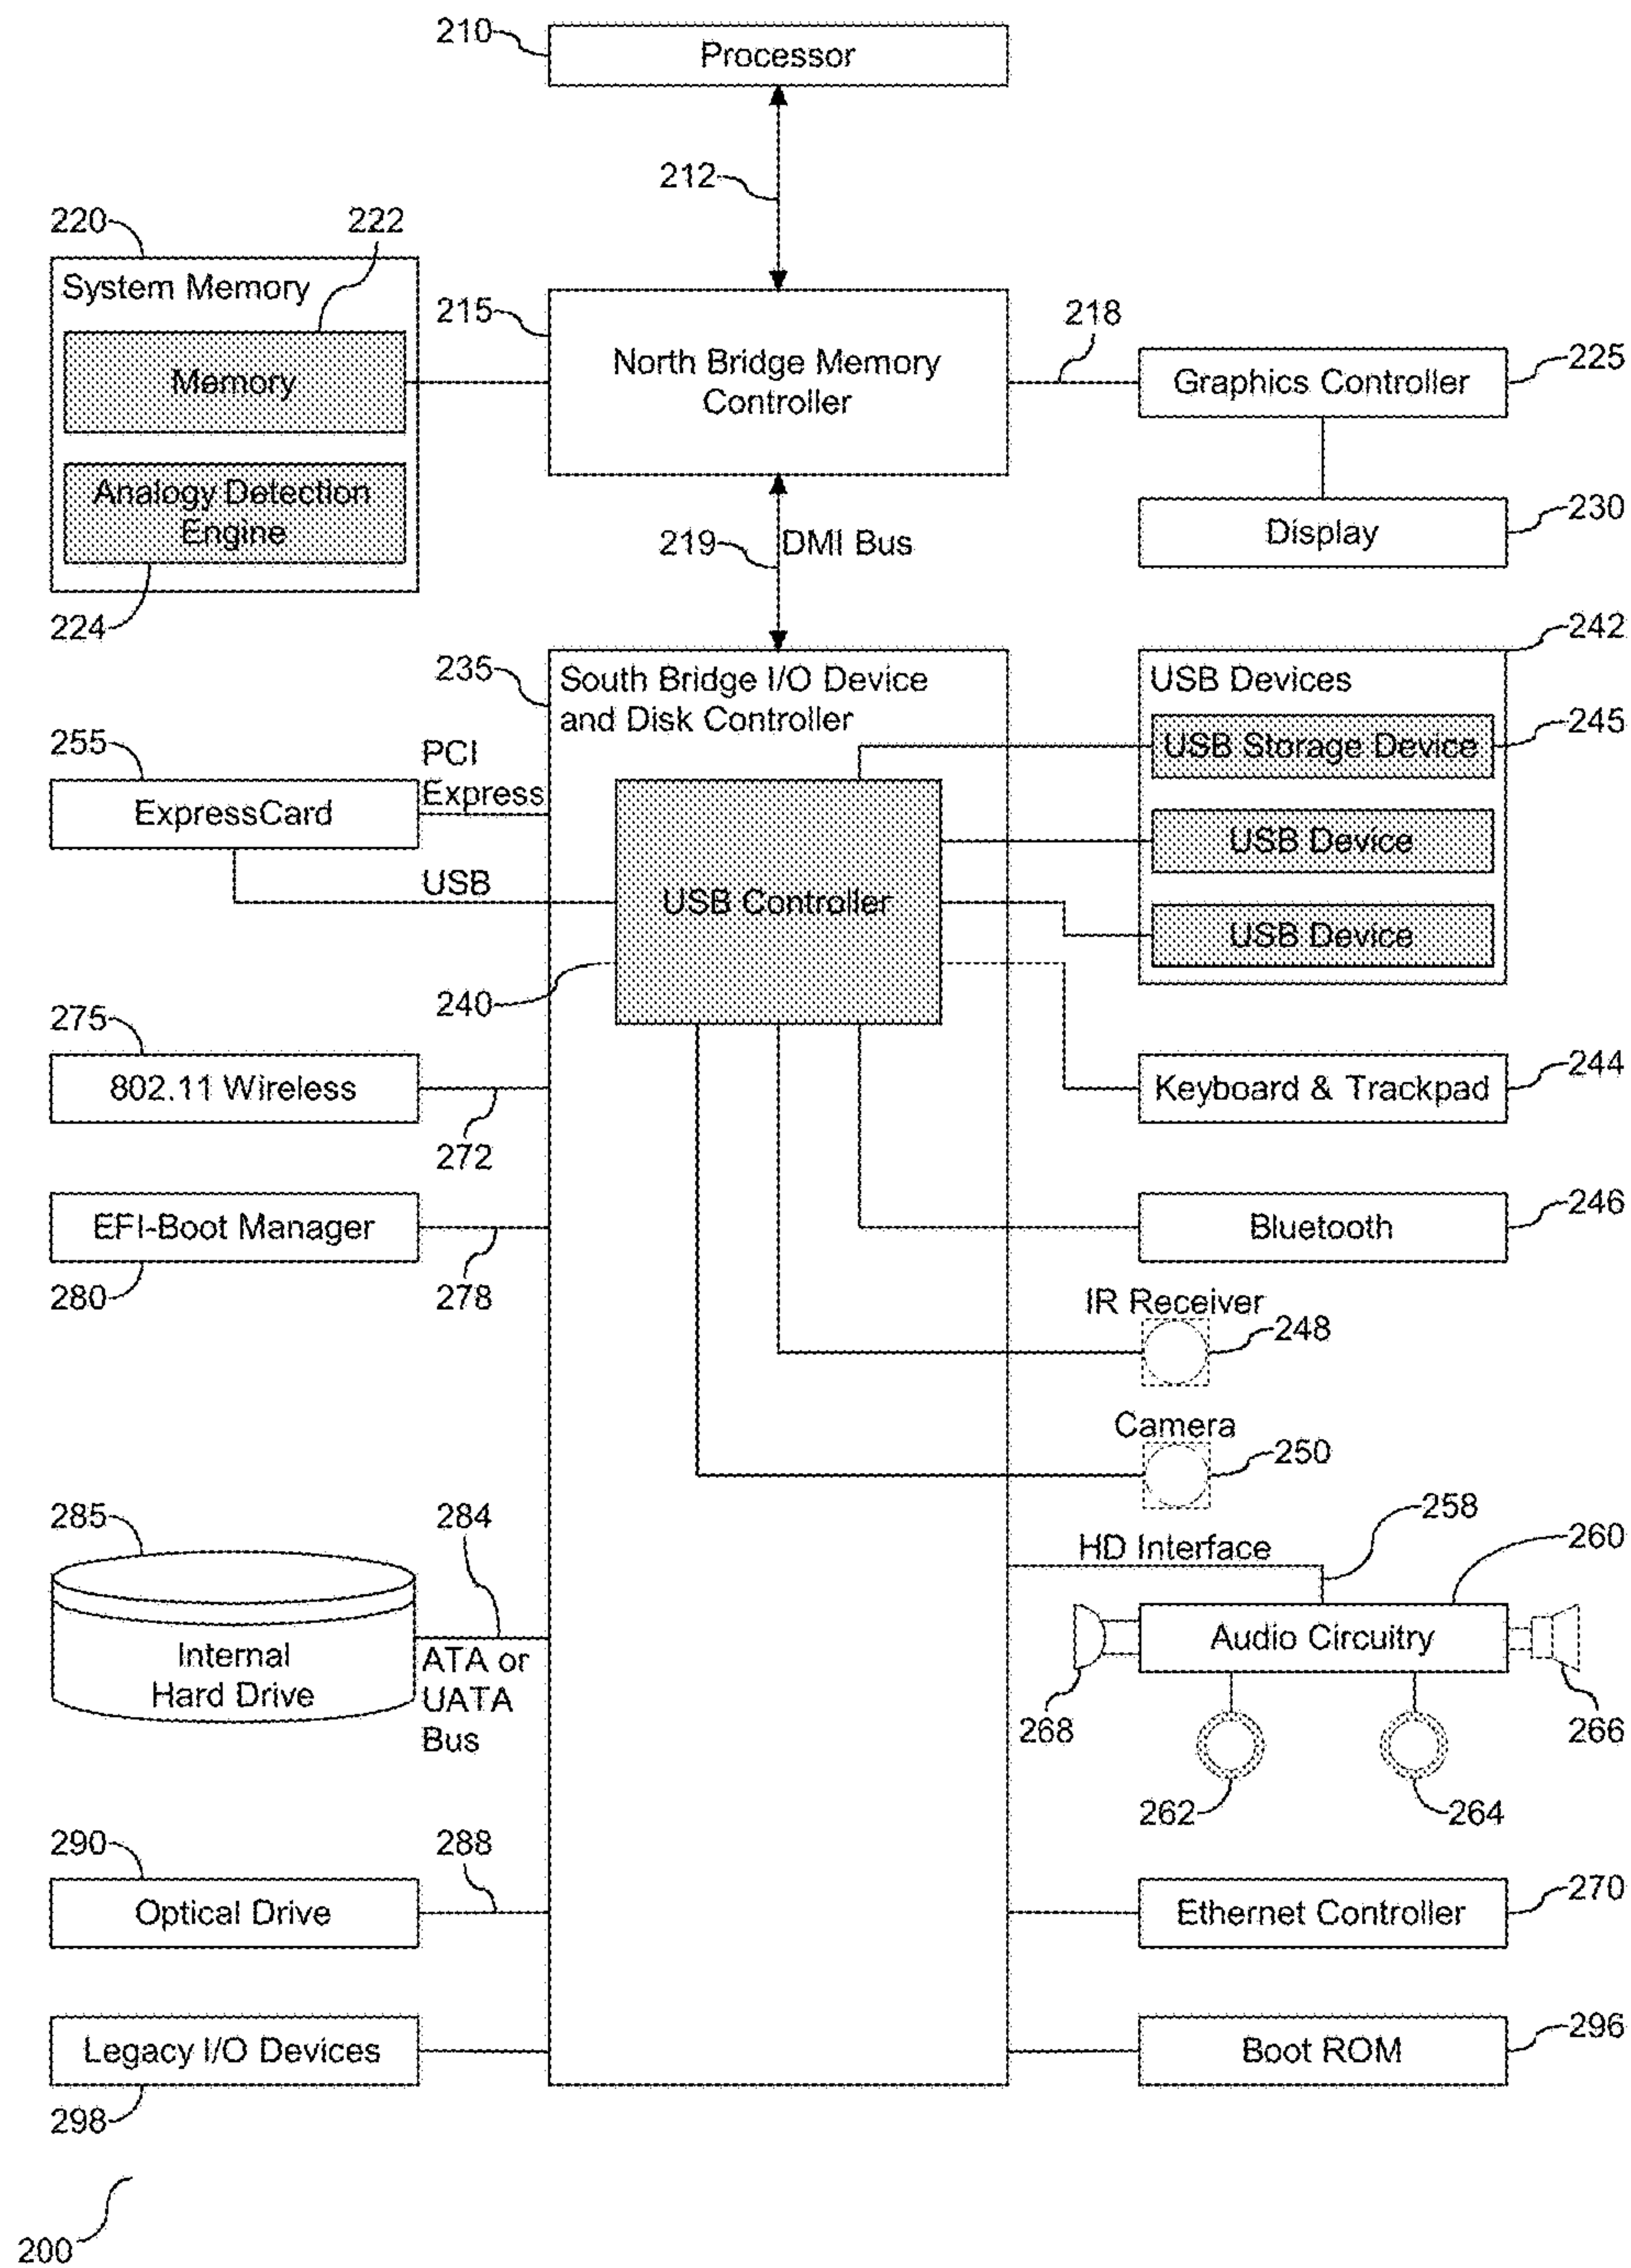 210
Processor
212
220
222
System Memory
215
218
Memory
North Bridge Memory
Controller
Graphics Controller
225
Analogy Detection
Engine
219
DMI Bus
Display
230
224
242
235
South Bridge I/O Device
and Disk Controller
USB Devices
255
PCI
Express
USB Storage Device
245
ExpressCard
USB Device
USB
USB Controller
USB Device
240
275
802.11 Wireless
272
Keyboard & Trackpad
244
EFI-Boot Manager
280
278
Bluetooth
246
IR Receiver
248
Camera
250
285
284
258
HD Interface
260
Internal
Hard Drive
ATA or
UATA
Bus
Audio Circuitry
268
266
262
264
290
288
Optical Drive
Ethernet Controller
270
Legacy I/O Devices
298
Boot ROM
296
200